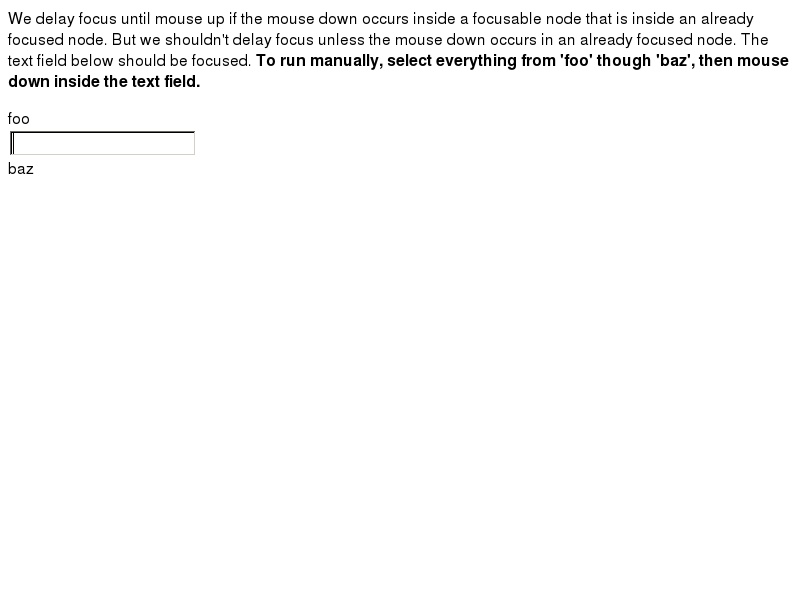 We delay focus until mouse up if the mouse down occurs inside a focusable node that is inside an already
focused node. But we shouldn't delay focus unless the mouse down occurs in an already focused node. The
text field below should be focused. To run manually, select everything from 'foo' though 'baz', then mouse
down inside the text field.
foo
baz